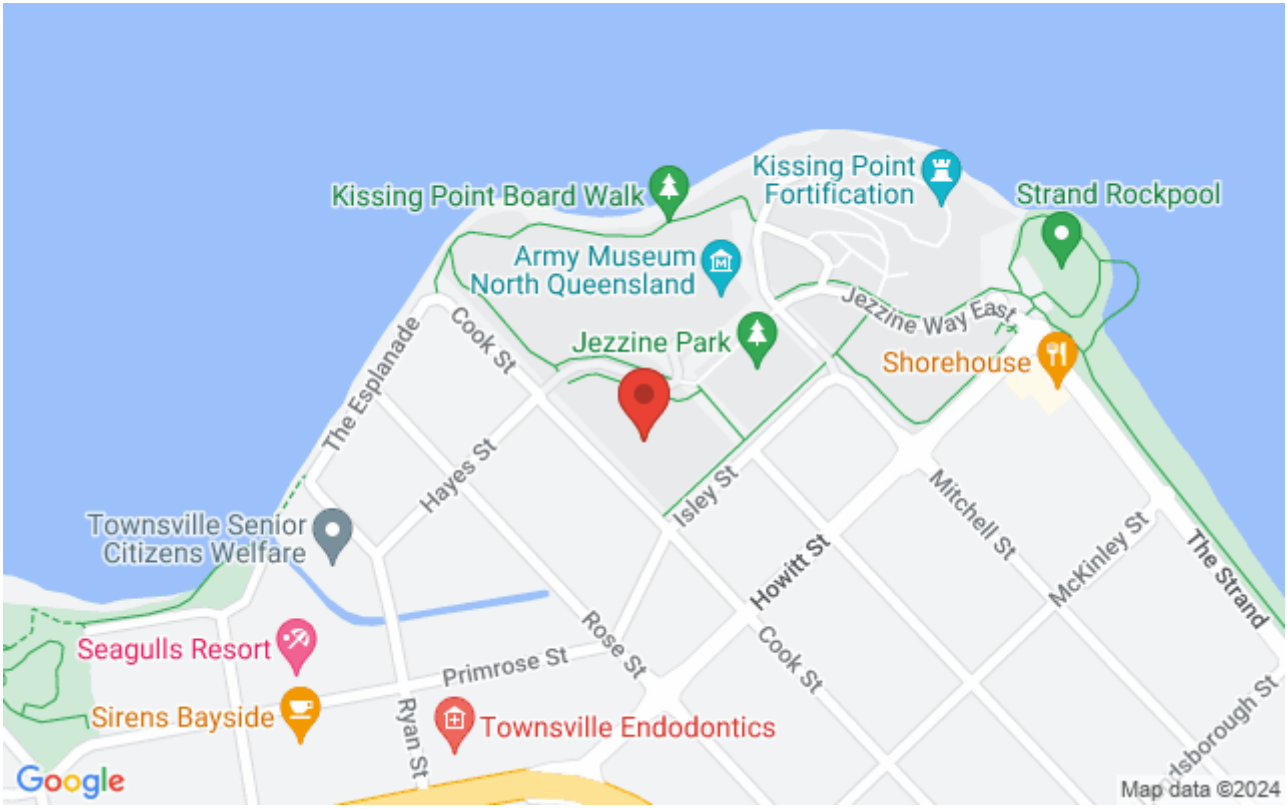 Kissing Point
Fortification
Kissing Point Board Walk
Strand Rockpool
Army Museum
North Queensland
Jezzine Way East
Cook St
Jezzine Park
Shorehouse
The Esplanade
Hayes St
Isley St
Mitchell St
Townsville Senior
Citizens Welfare
Howitt St
McKinley St
The Strand
Seagulls Resort
Rose St
Cook St
Primrose St
Sirens Bayside
Ryan St
Townsville Endodontics
dsborough St
Google
Map data ©2024